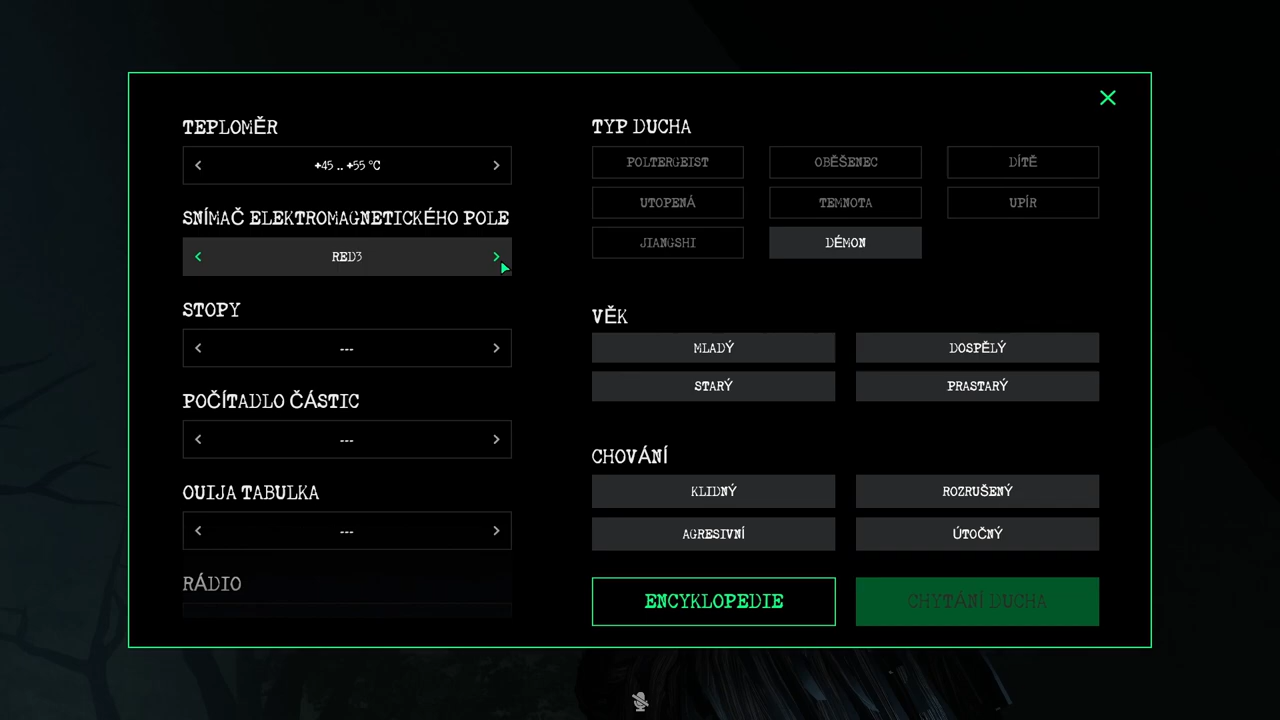 TEPLOMĚR
+45 .. +55 °C
SNÍMAČ ELEKTROMAGNETICKÉHO POLE
RED3
STOPY
---
POČÍTADLO ČÁSTIC
---
OUIJA TABULKA
---
RÁDIO
TYP DUCHA
POLTERGEIST OBĚŠENEC DÍTĚ
UTOPENÁ TEMNOTA UPÍR
JIANGSHI DÉMON
VĚK
MLADÝ DOSPĚLÝ
STARÝ PRASTARÝ
CHOVÁNÍ
KLIDNÝ ROZRUŠENÝ
AGRESIVNÍ ÚTOČNÝ
ENCYKLOPEDIE CHYTÁNÍ DUCHA